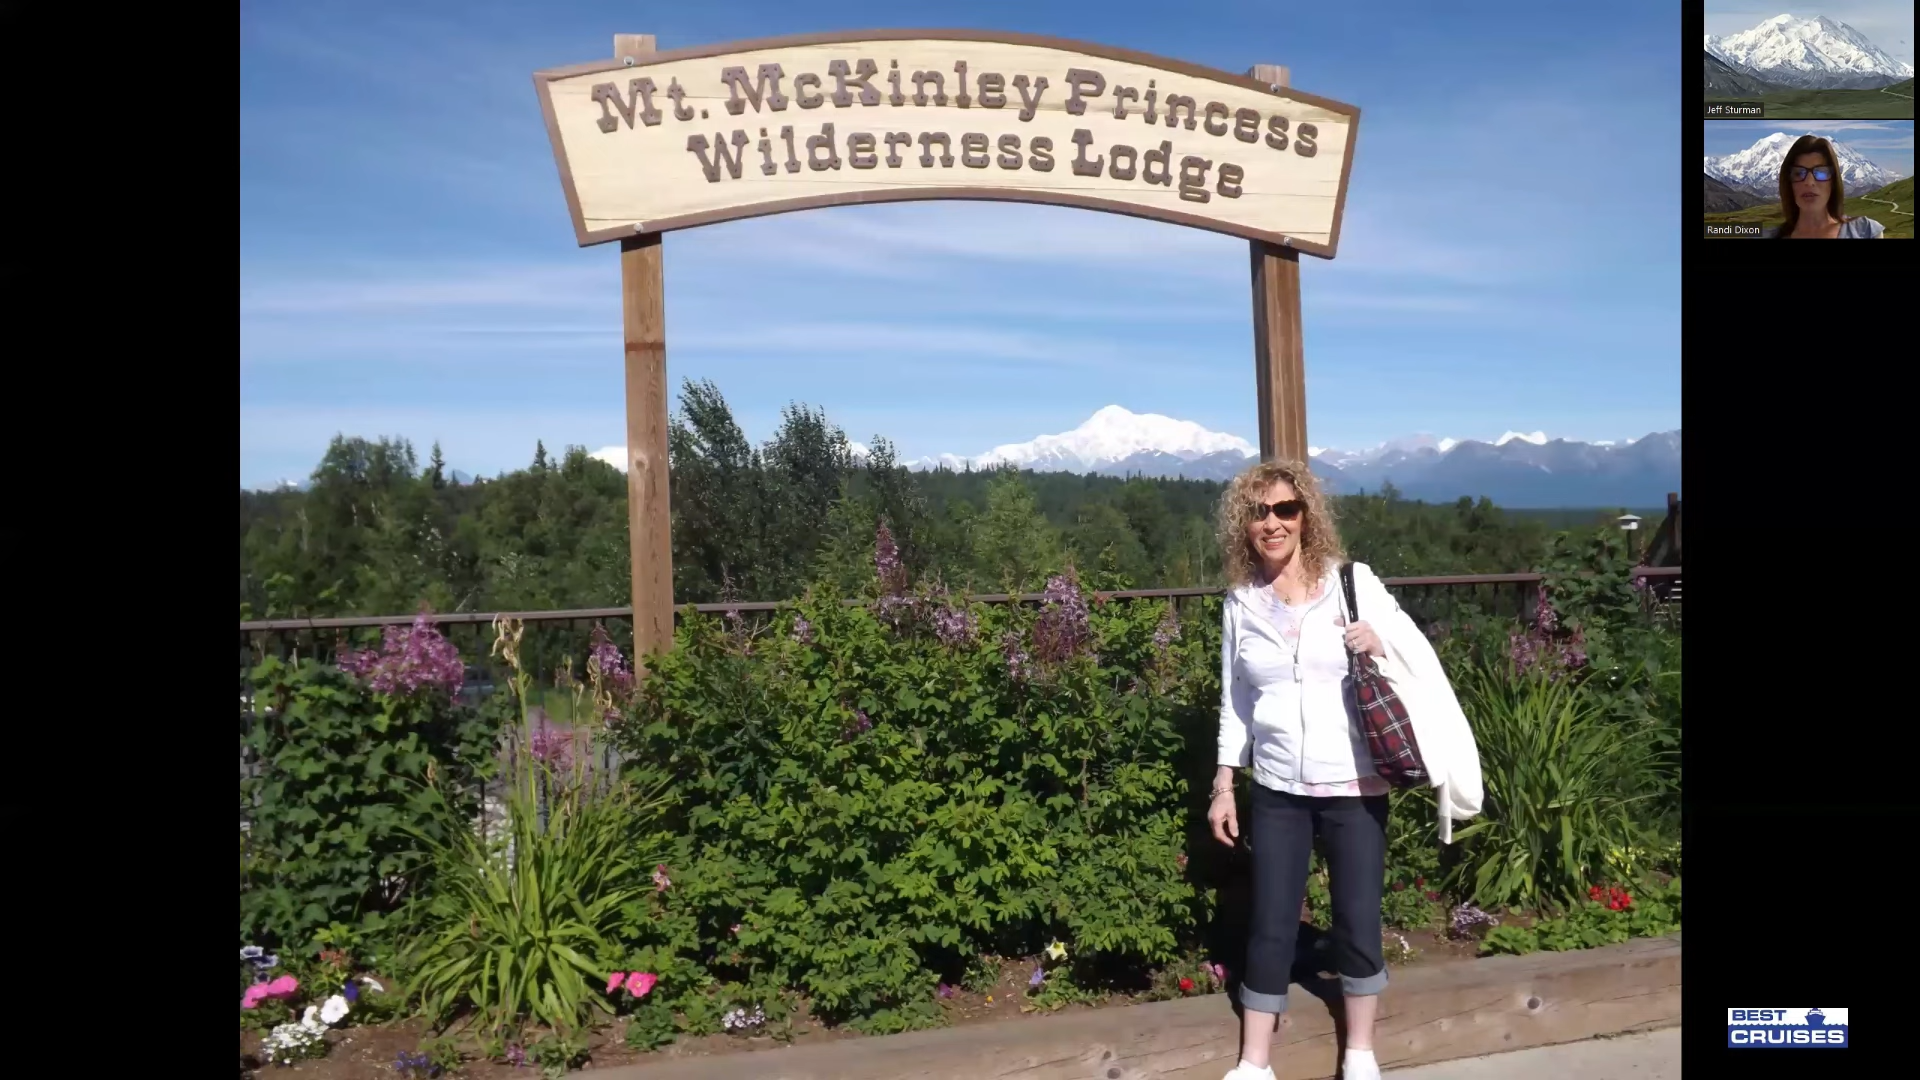 Mt. McKinley Princess
Wilderness Lodge
Jeff Sturman
Randi Dixon
BEST
CRUISES